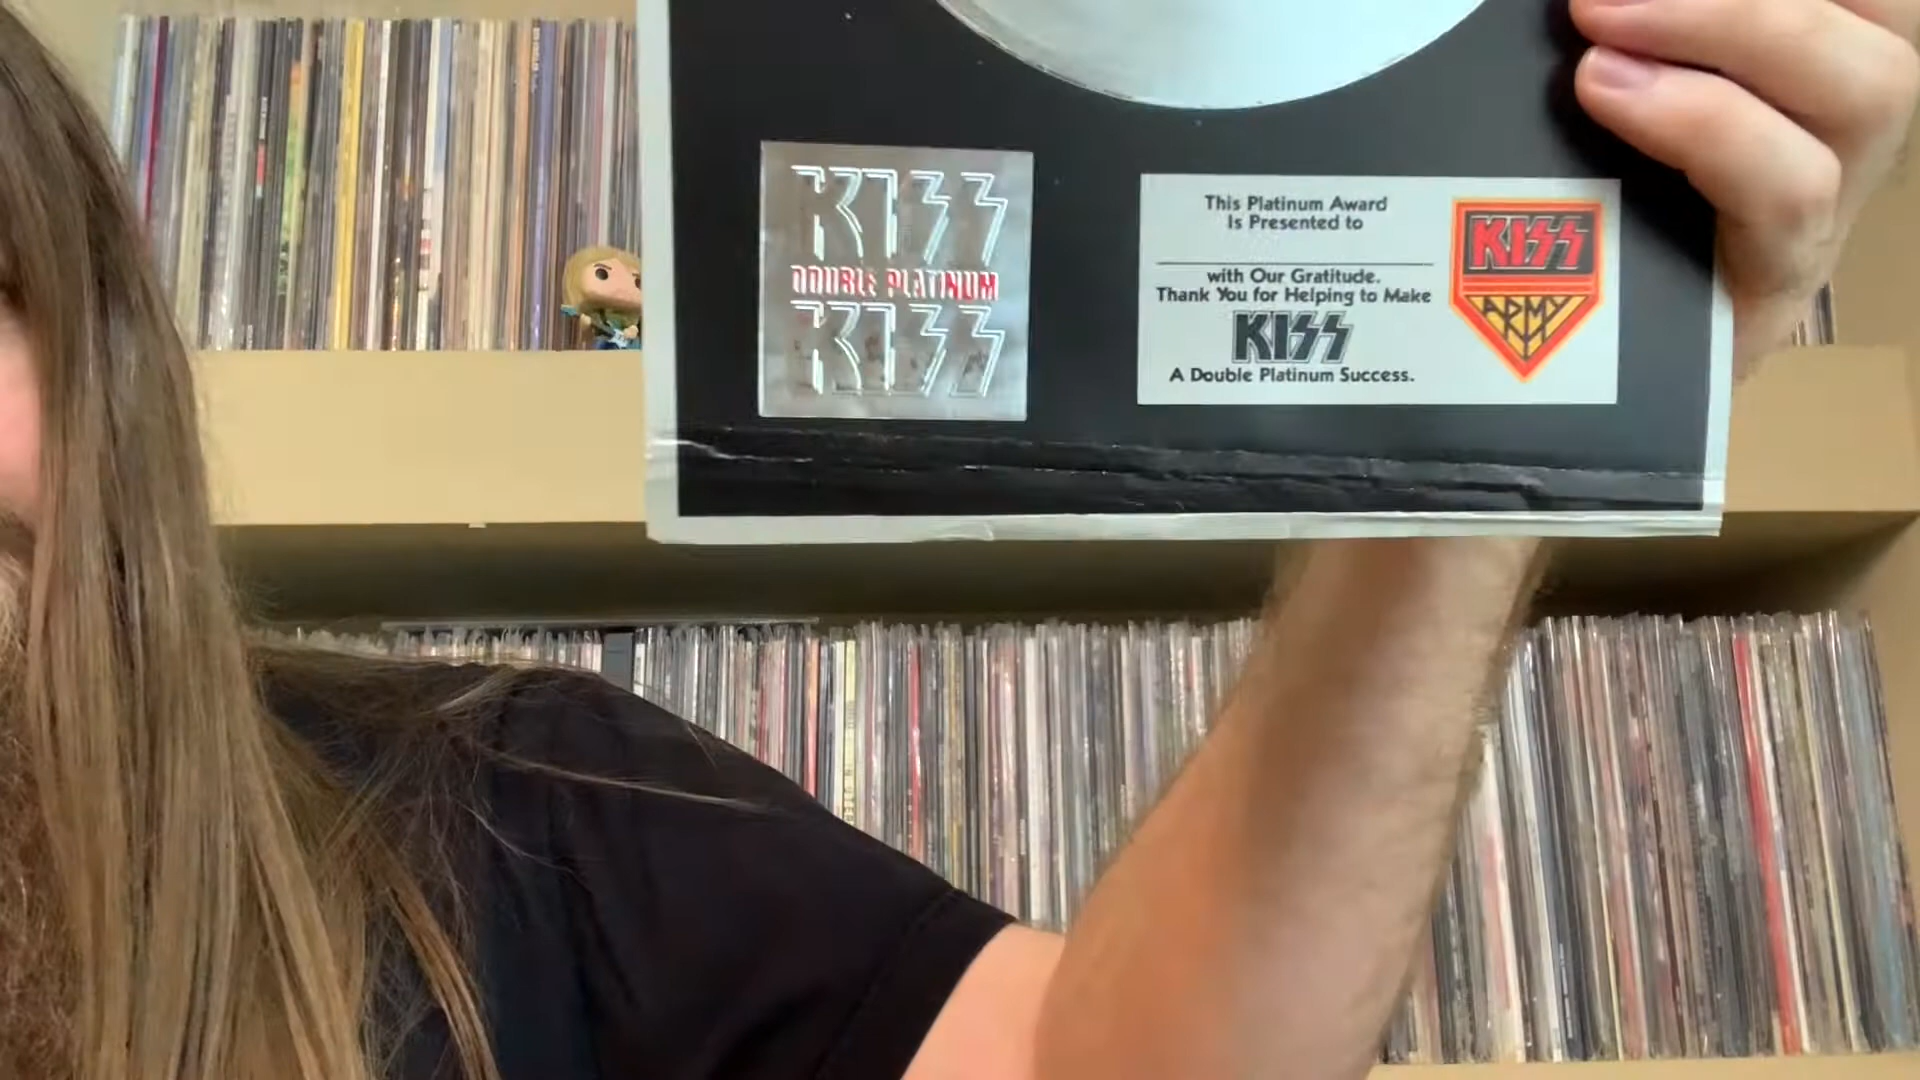 KISS
DOUBLE PLATINUM
KISS
This Platinum Award
Is Presented to
with Our Gratitude.
Thank You for Helping to Make
KISS
A Double Platinum Success.
KISS
ARMY